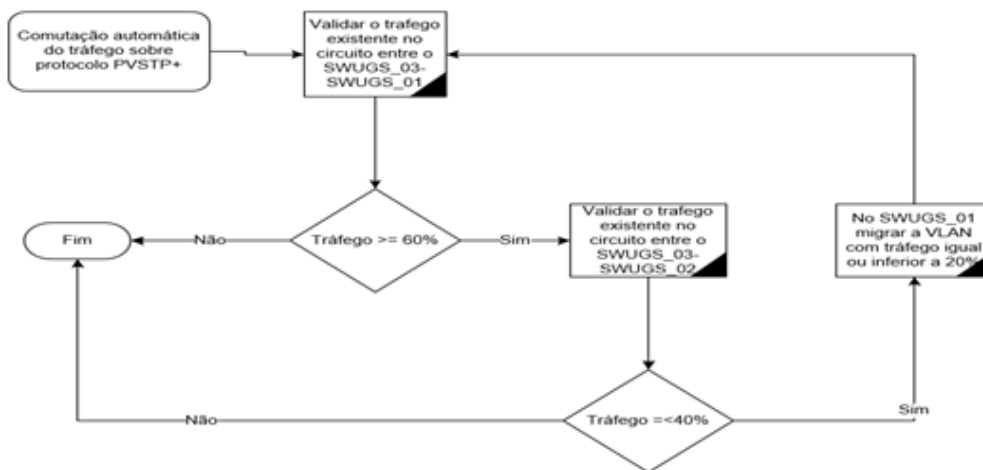 Comutação automática
do tráfego sobre
protocolo PVSTP+
Validar o trafego
existente no
circuito entre o
SWUGS_03-
SWUGS_01
Fim
Não
Tráfego >= 60%
Sim
Validar o trafego
existente no
circuito entre o
SWUGS_03-
SWUGS_02
No SWUGS_01
migrar a VLAN
com tráfego igual
ou inferior a 20%
Não
Tráfego =<40%
Sim